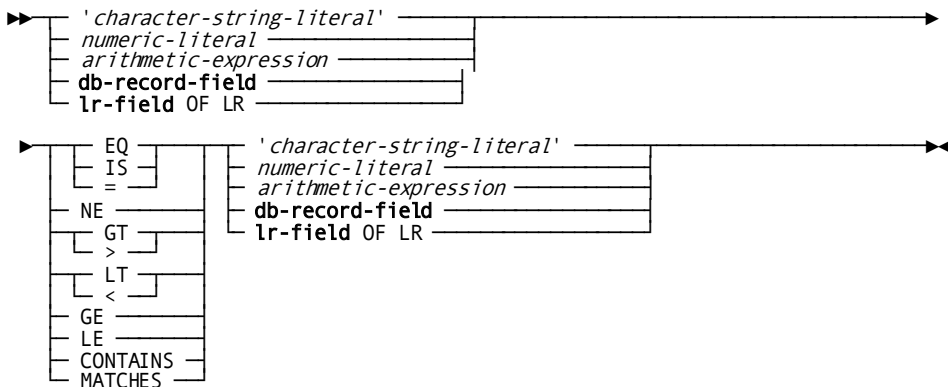 'character-string-literal'
numeric-literal
arithmetic-expression
db-record-field
lr-field OF LR
EQ 'character-string-literal'
IS numeric-literal
= arithmetic-expression
NE db-record-field
GT lr-field OF LR
>
LT
<
GE
LE
CONTAINS
MATCHES